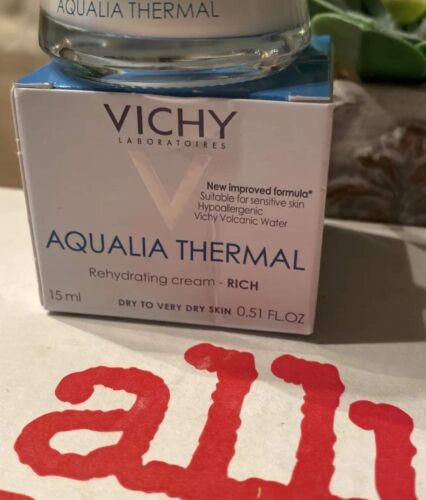 AQUALIA THERMAL
VICHY
LABORATOIRES
V
New improved formula*
Suitable for sensitive skin
Hypoallergenic
Vichy Volcanic Water
AQUALIA THERMAL
Rehydrating cream - RICH
15 ml
DRY TO VERY DRY SKIN 0.51 FL.OZ